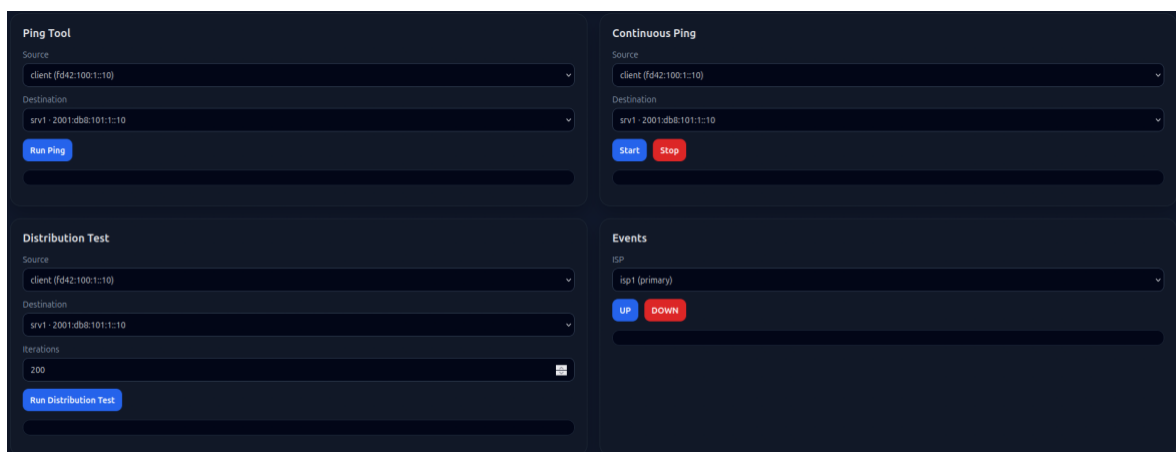 Ping Tool
Source
client (fd42:100:1::10)
Destination
srv1 · 2001:db8:101:1::10
Run Ping
Continuous Ping
Source
client (fd42:100:1::10)
Destination
srv1 · 2001:db8:101:1::10
Start Stop
Distribution Test
Source
client (fd42:100:1::10)
Destination
srv1 · 2001:db8:101:1::10
Iterations
200
Run Distribution Test
Events
ISP
isp1 (primary)
UP DOWN